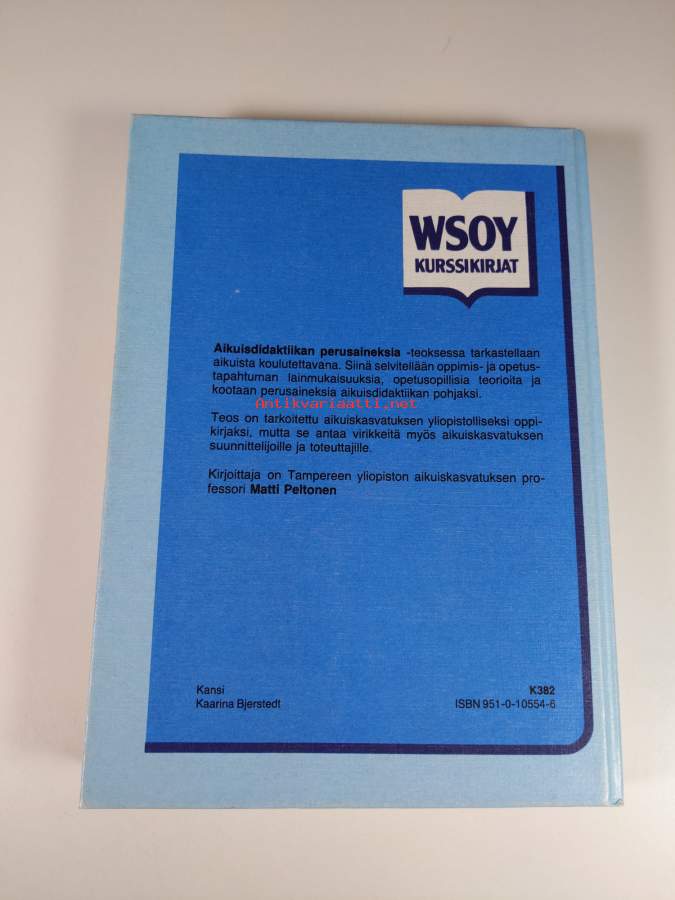 WSOY
KURSSIKIRJAT
Aikuisdidaktiikan perusaineksia -teoksessa tarkastellaan
aikuista koulutettavana. Siinä selvitellään oppimis- ja opetus-
tapahtuman lainmukaisuuksia, opetusopillisia teorioita ja
kootaan perusaineksia aikuisdidaktiikan pohjaksi.
Antikvariaatti.net
Teos on tarkoitettu aikuiskasvatuksen yliopistolliseksi oppi-
kirjaksi, mutta se antaa virikkeitä myös aikuiskasvatuksen
suunnittelijoille ja toteuttajille.
Kirjoittaja on Tampereen yliopiston aikuiskasvatuksen pro-
fessori Matti Peltonen
Kansi
Kaarina Bjerstedt
K382
ISBN 951-0-10554-6